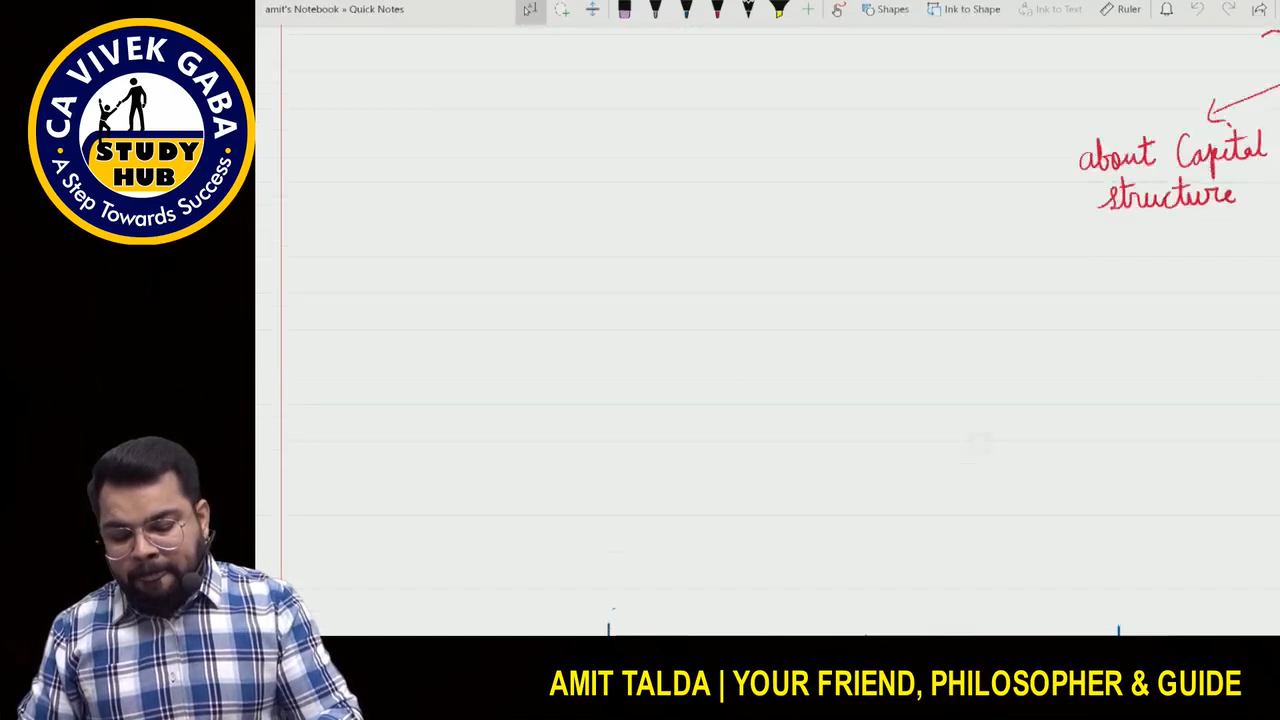 amit's Notebook » Quick Notes
Shapes
Ink to Shape
Ink to Text
Ruler
CA VIVEK GABA
STUDY
HUB
A Step Towards Success
about Capital
structure
AMIT TALDA | YOUR FRIEND, PHILOSOPHER & GUIDE